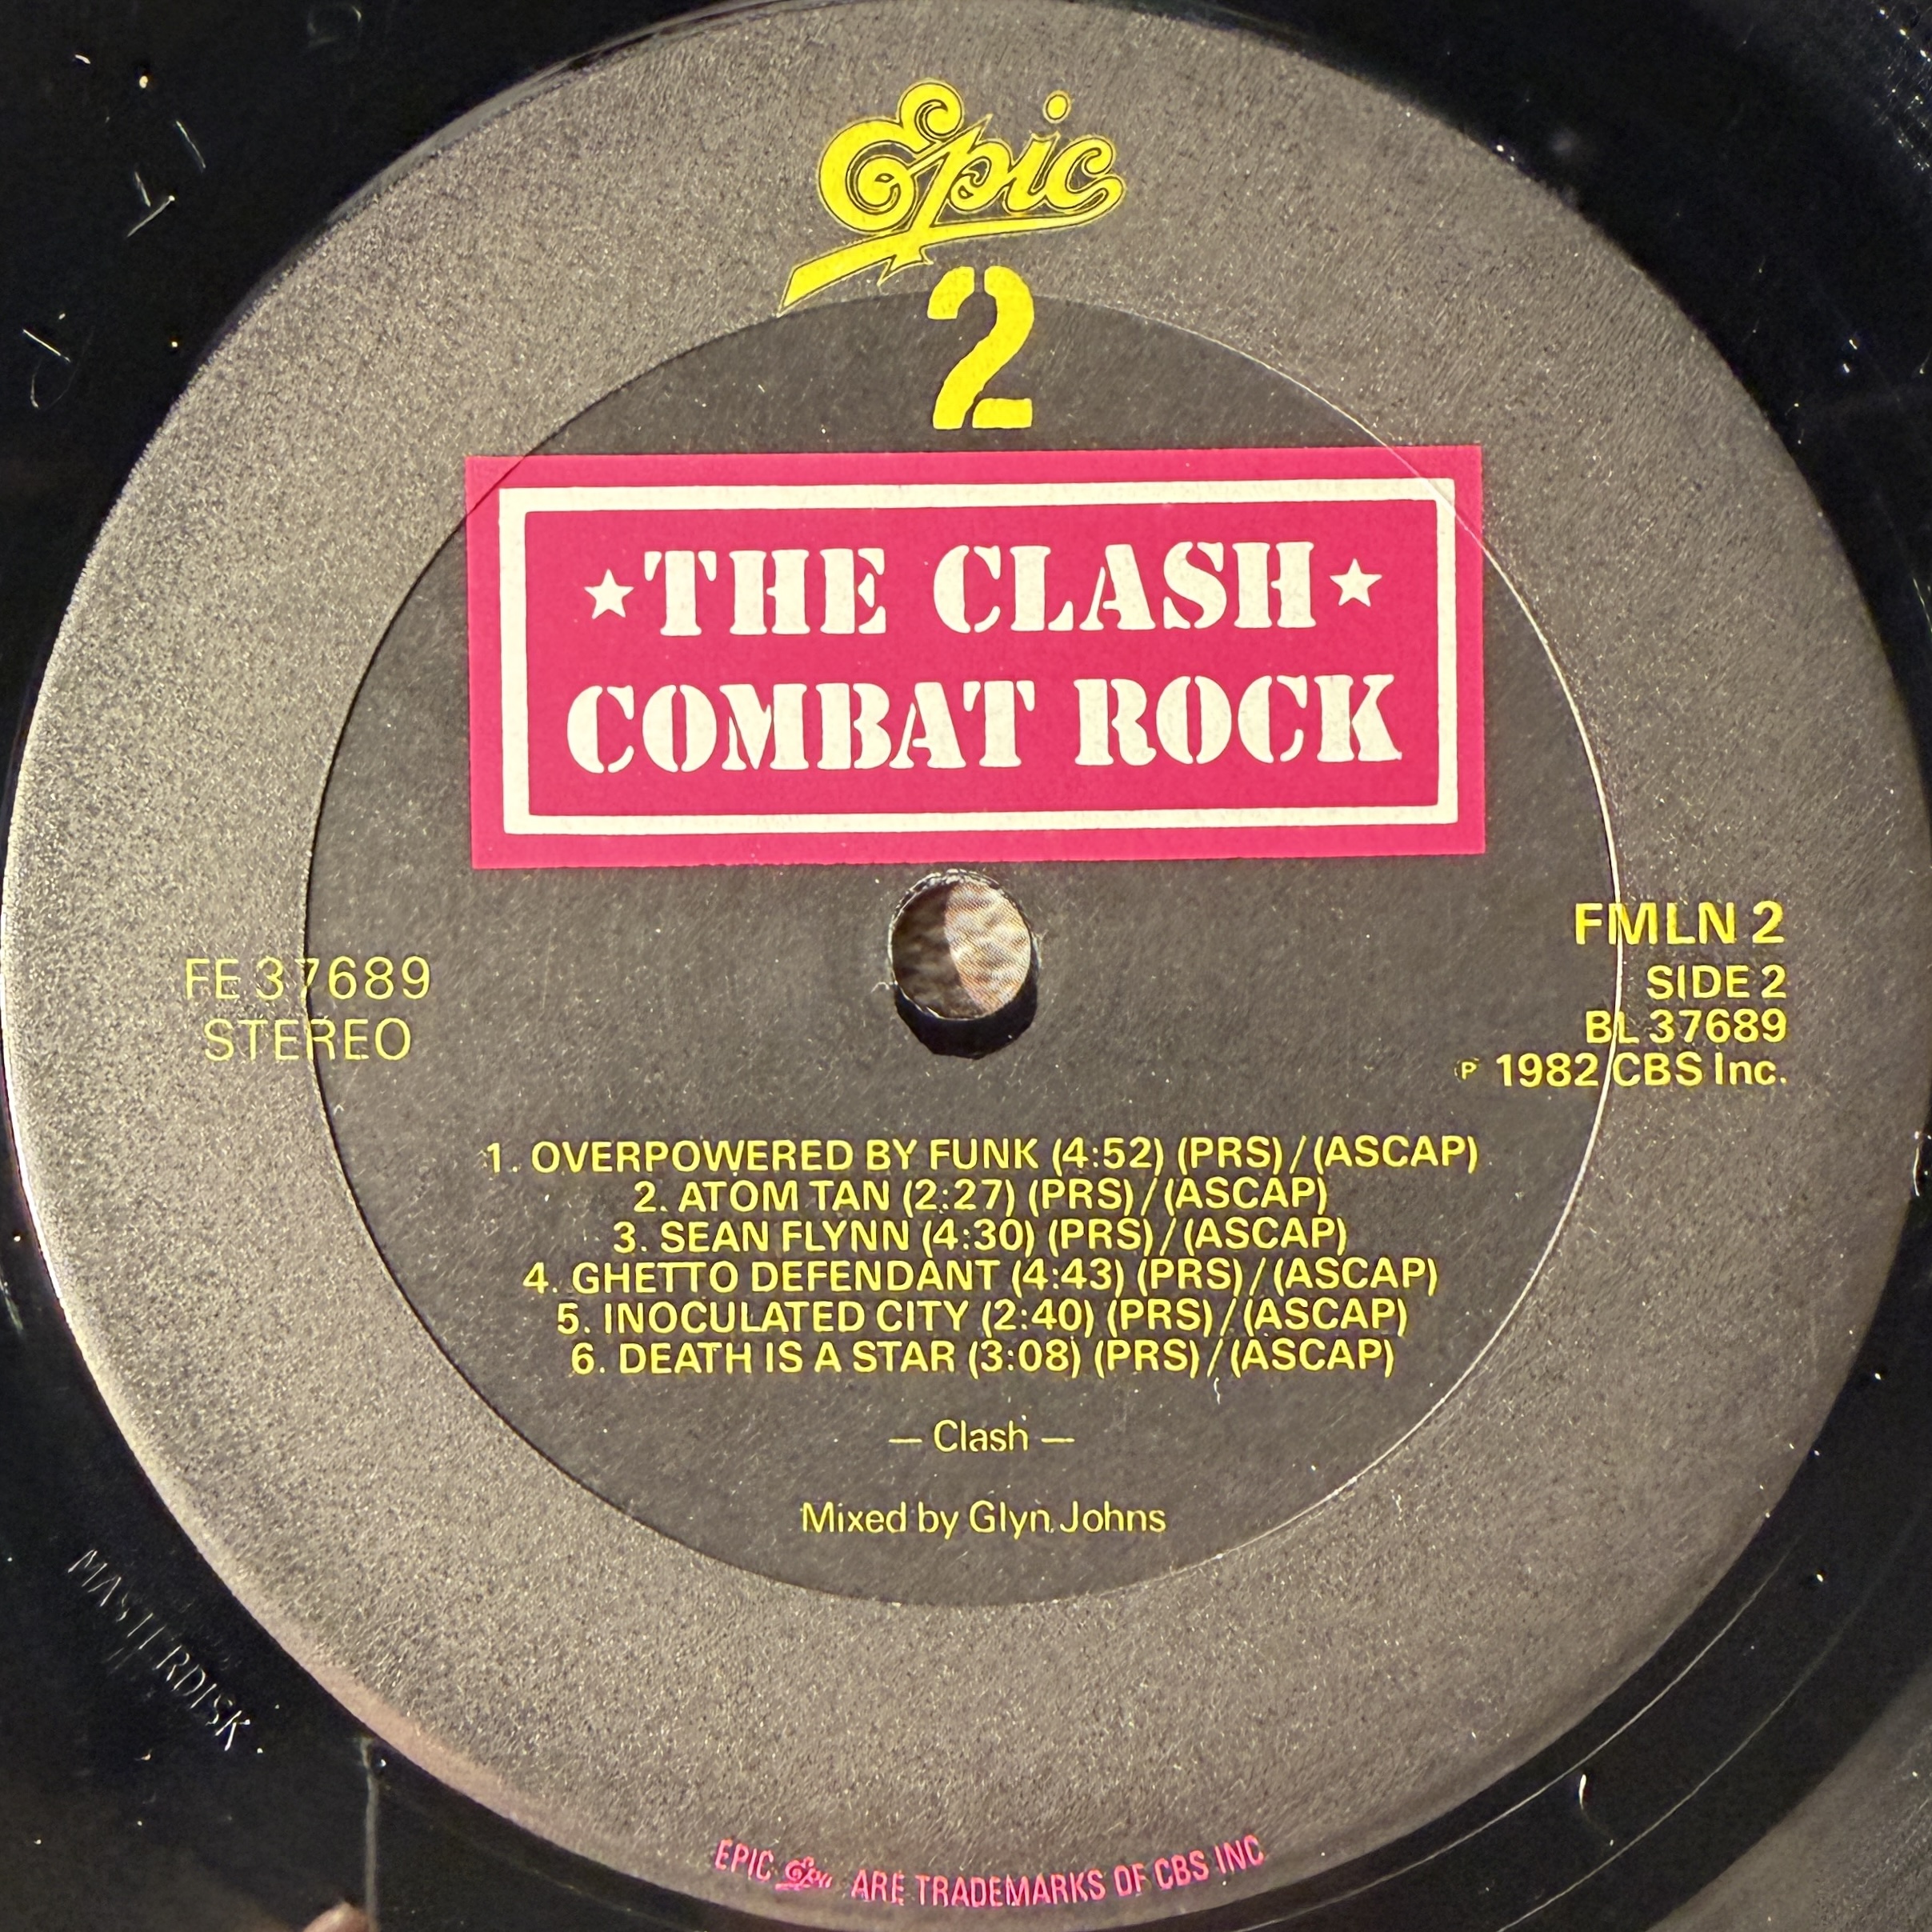 Epic
2
★THE CLASH★
COMBAT ROCK
FE 37689
STEREO
FMLN 2
SIDE 2
BL 37689
℗ 1982 CBS Inc.
1. OVERPOWERED BY FUNK (4:52) (PRS)/(ASCAP)
2. ATOM TAN (2:27) (PRS)/(ASCAP)
3. SEAN FLYNN (4:30) (PRS)/(ASCAP)
4. GHETTO DEFENDANT (4:43) (PRS)/(ASCAP)
5. INOCULATED CITY (2:40) (PRS)/(ASCAP)
6. DEATH IS A STAR (3:08) (PRS)/(ASCAP)
— Clash —
Mixed by Glyn Johns
MASTERDISK
EPIC, Epic ARE TRADEMARKS OF CBS INC